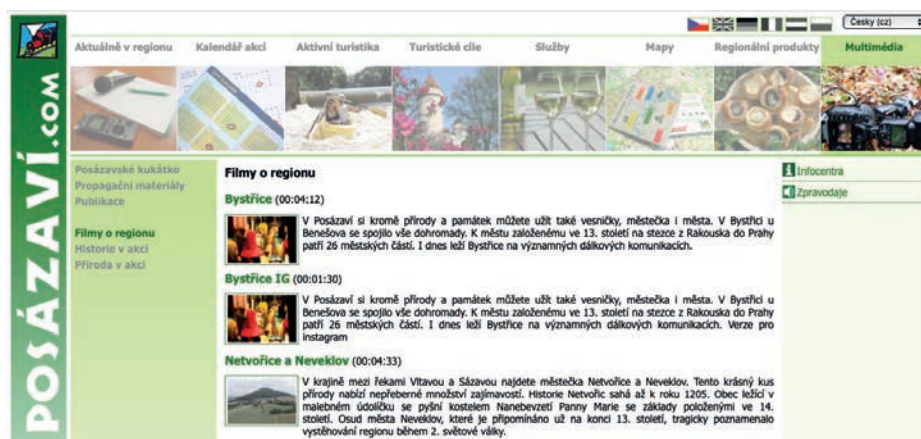 POSÁZAVÍ.COM
Česky (cz)
Aktuálně v regionu
Kalendář akcí
Aktivní turistika
Turistické cíle
Služby
Mapy
Regionální produkty
Multimédia
Posázavské kukátko
Propagační materiály
Publikace
Filmy o regionu
Historie v akci
Příroda v akci
Filmy o regionu
Bystřice (00:04:12)
V Posázaví si kromě přírody a památek můžete užít také vesničky, městečka i města. V Bystřici u
Benešova se spojilo vše dohromady. K městu založenému ve 13. století na stezce z Rakouska do Prahy
patří 26 městských částí. I dnes leží Bystřice na významných dálkových komunikacích.
Bystřice IG (00:01:30)
V Posázaví si kromě přírody a památek můžete užít také vesničky, městečka i města. V Bystřici u
Benešova se spojilo vše dohromady. K městu založenému ve 13. století na stezce z Rakouska do Prahy
patří 26 městských částí. I dnes leží Bystřice na významných dálkových komunikacích. Verze pro
instagram
Netvořice a Neveklov (00:04:33)
V krajině mezi řekami Vltavou a Sázavou najdete městečka Netvořice a Neveklov. Tento krásný kus
přírody nabízí nepřeberné množství zajímavostí. Historie Netvořic sahá až k roku 1205. Obec ležící v
malebném údolíčku se pyšní kostelem Nanebevzetí Panny Marie se základy položenými ve 14.
století. Osud města Neveklov, které je připomínáno už na konci 13. století, tragicky poznamenalo
vystěhování regionu během 2. světové války.
Infocentra
Zpravodaje